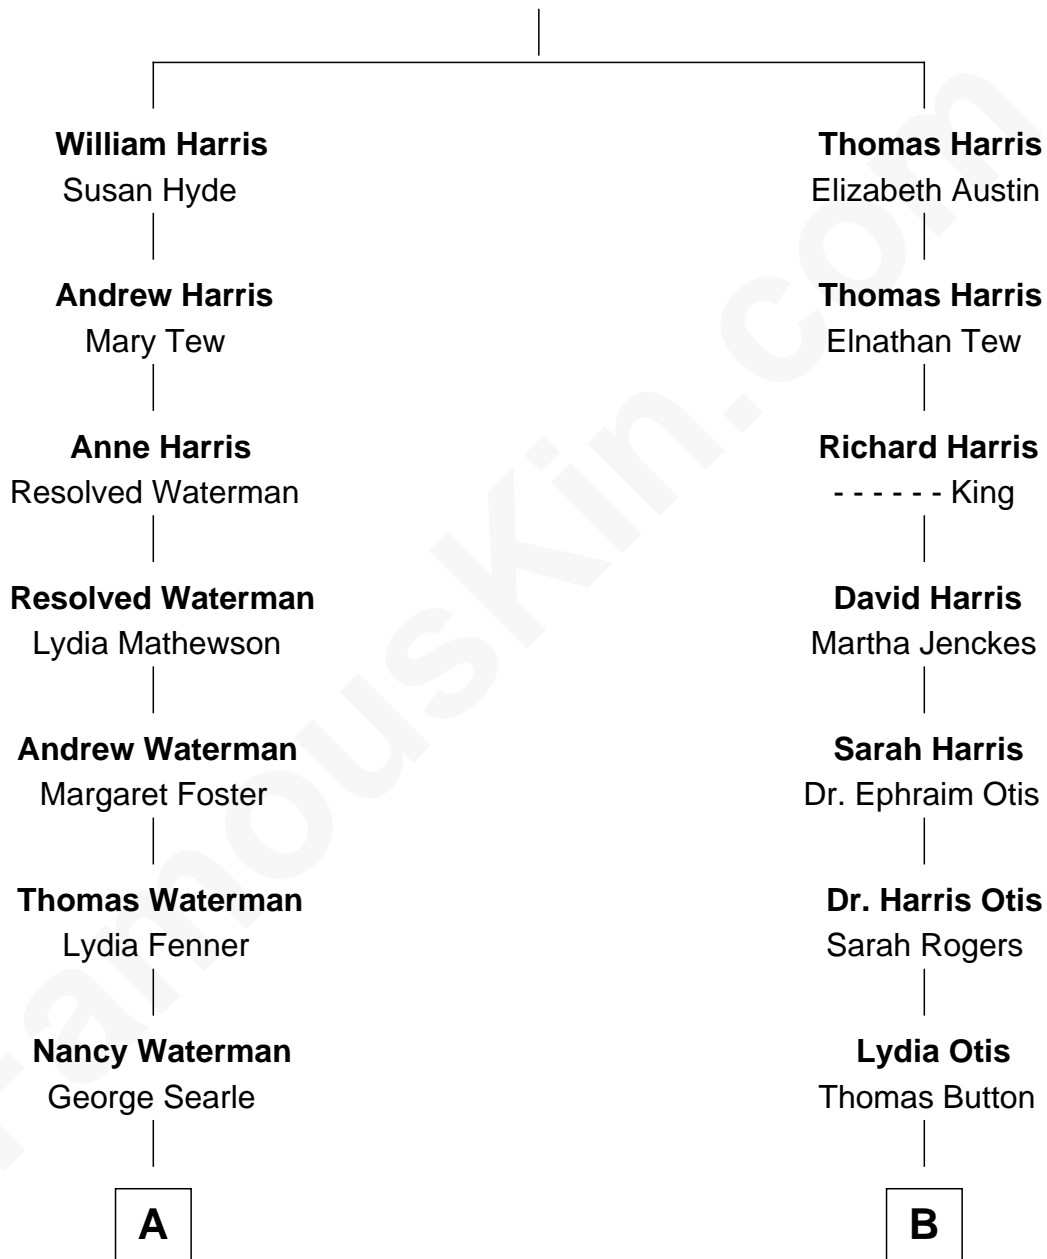 William Harris
Susan Hyde
Andrew Harris
Mary Tew
Anne Harris
Resolved Waterman
Resolved Waterman
Lydia Mathewson
Andrew Waterman
Margaret Foster
Thomas Waterman
Lydia Fenner
Nancy Waterman
George Searle
A
Thomas Harris
Elizabeth Austin
Thomas Harris
Elnathan Tew
Richard Harris
- - - - - - King
David Harris
Martha Jenckes
Sarah Harris
Dr. Ephraim Otis
Dr. Harris Otis
Sarah Rogers
Lydia Otis
Thomas Button
B
FamousKin.com